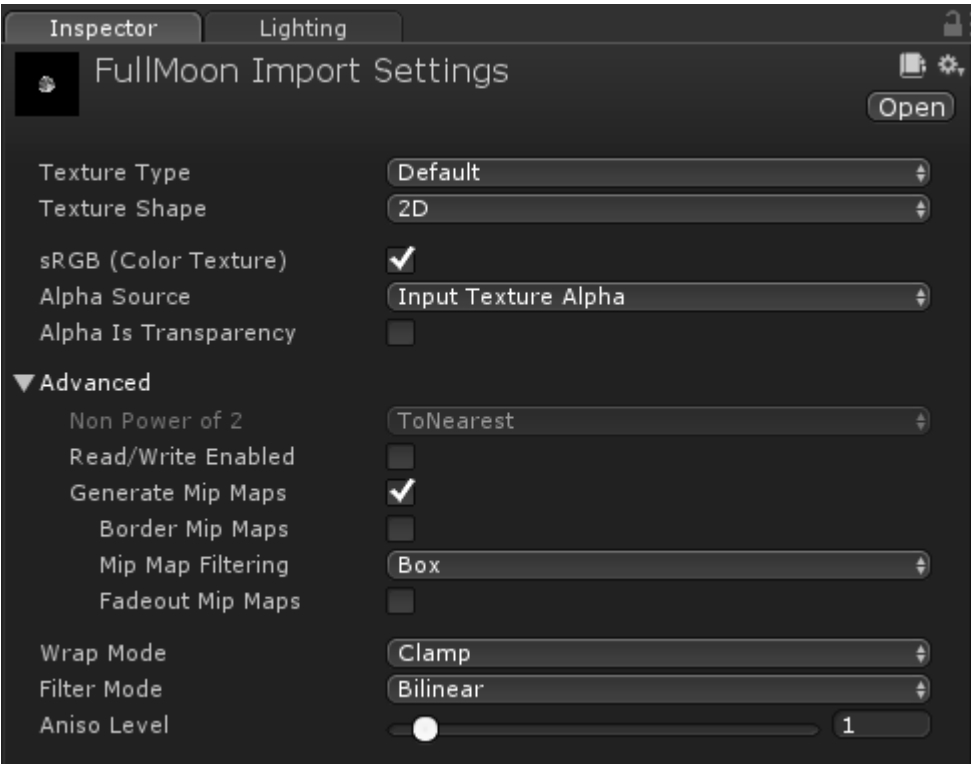 Inspector Lighting
FullMoon Import Settings
Open
Texture Type Default
Texture Shape 2D
sRGB (Color Texture)
Alpha Source Input Texture Alpha
Alpha Is Transparency
Advanced
Non Power of 2 ToNearest
Read/Write Enabled
Generate Mip Maps
Border Mip Maps
Mip Map Filtering Box
Fadeout Mip Maps
Wrap Mode Clamp
Filter Mode Bilinear
Aniso Level 1